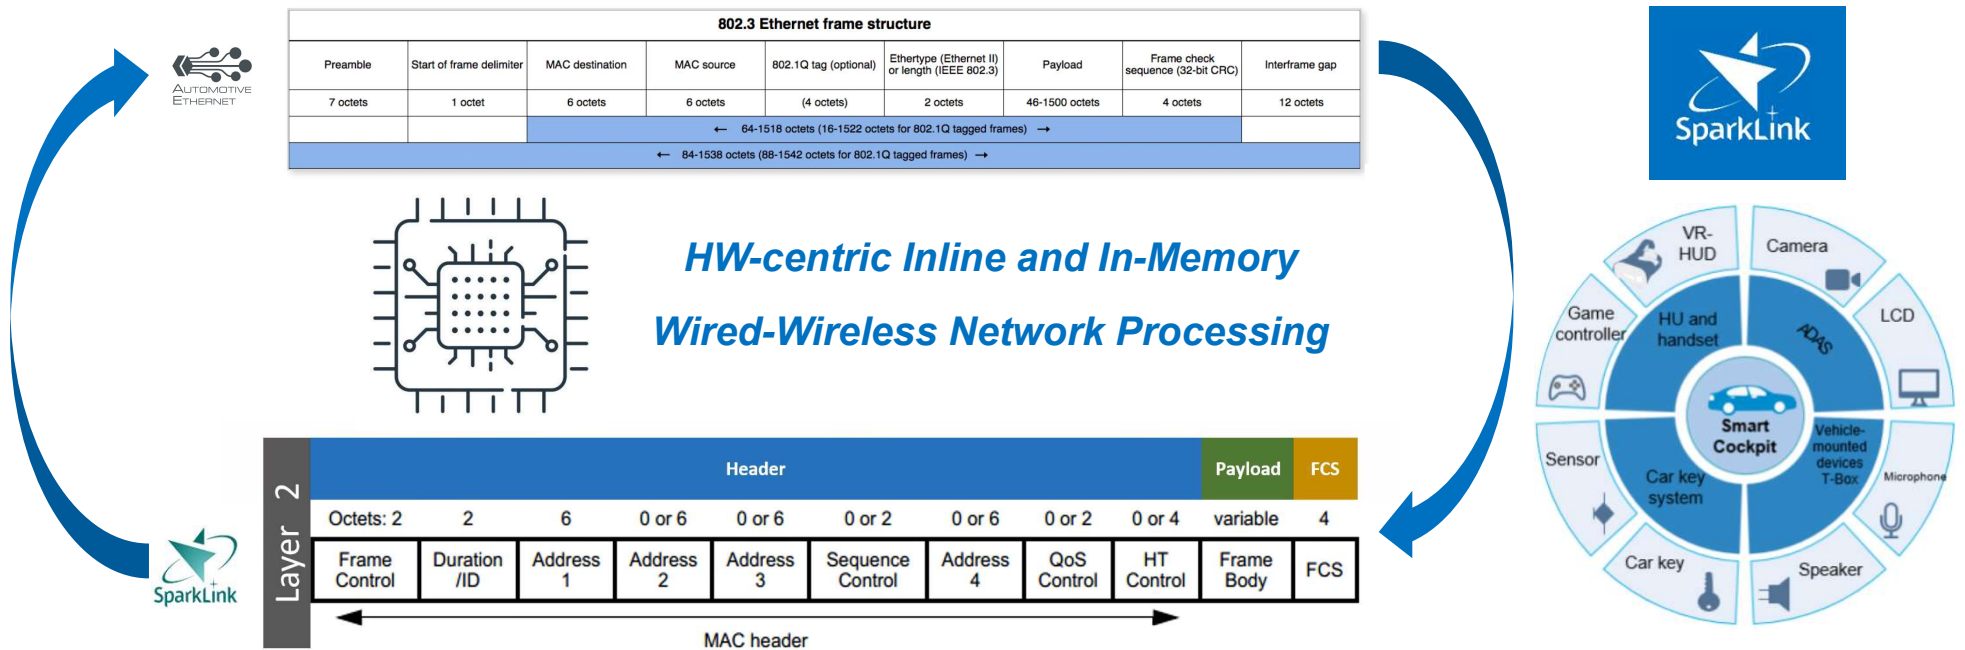 802.3 Ethernet frame structure
Preamble
Start of frame delimiter
MAC destination
MAC source
802.1Q tag (optional)
Ethertype (Ethernet II)
or length (IEEE 802.3)
Payload
Frame check
sequence (32-bit CRC)
Interframe gap
7 octets
1 octet
6 octets
6 octets
(4 octets)
2 octets
46-1500 octets
4 octets
12 octets
← 64-1518 octets (16-1522 octets for 802.1Q tagged frames) →
← 84-1538 octets (88-1542 octets for 802.1Q tagged frames) →
AUTOMOTIVE
ETHERNET
SparkLink
HW-centric Inline and In-Memory
Wired-Wireless Network Processing
VR-
HUD
Camera
Game
controller
LCD
HU and
handset
ADAS
Smart
Cockpit
Sensor
Car key
system
Vehicle-
mounted
devices
T-Box
Microphone
Car key
Speaker
Layer 2
Header
Payload
FCS
Octets: 2
2
6
0 or 6
0 or 6
0 or 2
0 or 6
0 or 2
0 or 4
variable
4
Frame
Control
Duration
/ID
Address
1
Address
2
Address
3
Sequence
Control
Address
4
QoS
Control
HT
Control
Frame
Body
FCS
MAC header
SparkLink